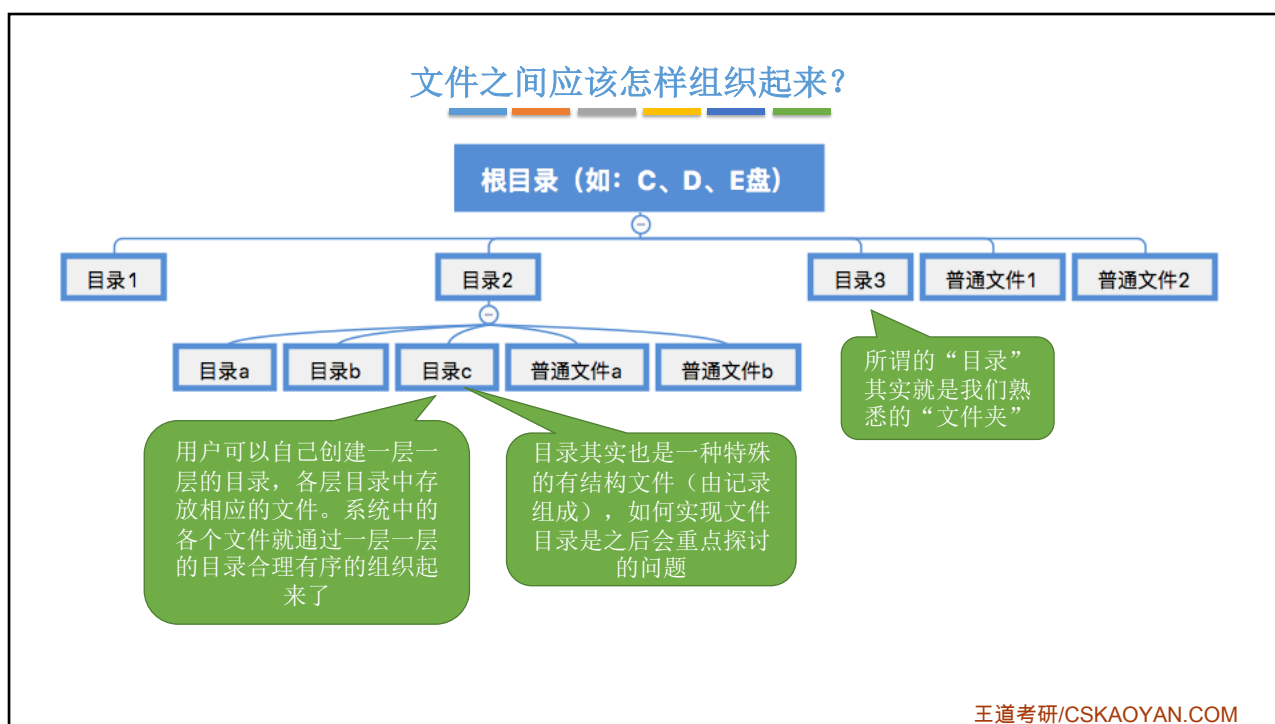 文件之间应该怎样组织起来？
根目录（如：C、D、E盘）
目录1
目录2
目录3
普通文件1
普通文件2
目录a
目录b
目录c
普通文件a
普通文件b
所谓的“目录”
其实就是我们熟
悉的“文件夹”
用户可以自己创建一层一
层的目录，各层目录中存
放相应的文件。系统中的
各个文件就通过一层一层
的目录合理有序的组织起
来了
目录其实也是一种特殊
的有结构文件（由记录
组成），如何实现文件
目录是之后会重点探讨
的问题
王道考研/CSKAOYAN.COM